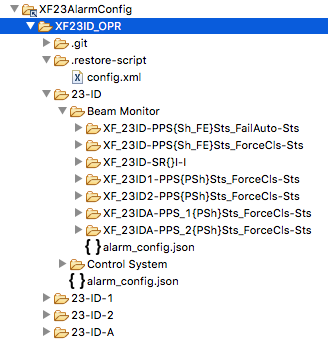 XF23AlarmConfig
XF23ID_OPR
.git
.restore-script
config.xml
23-ID
Beam Monitor
XF_23ID-PPS{Sh_FE}Sts_FailAuto-Sts
XF_23ID-PPS{Sh_FE}Sts_ForceCls-Sts
XF_23ID-SR{}I-I
XF_23ID1-PPS{PSh}Sts_ForceCls-Sts
XF_23ID2-PPS{PSh}Sts_ForceCls-Sts
XF_23IDA-PPS_1{PSh}Sts_ForceCls-Sts
XF_23IDA-PPS_2{PSh}Sts_ForceCls-Sts
alarm_config.json
Control System
alarm_config.json
23-ID-1
23-ID-2
23-ID-A